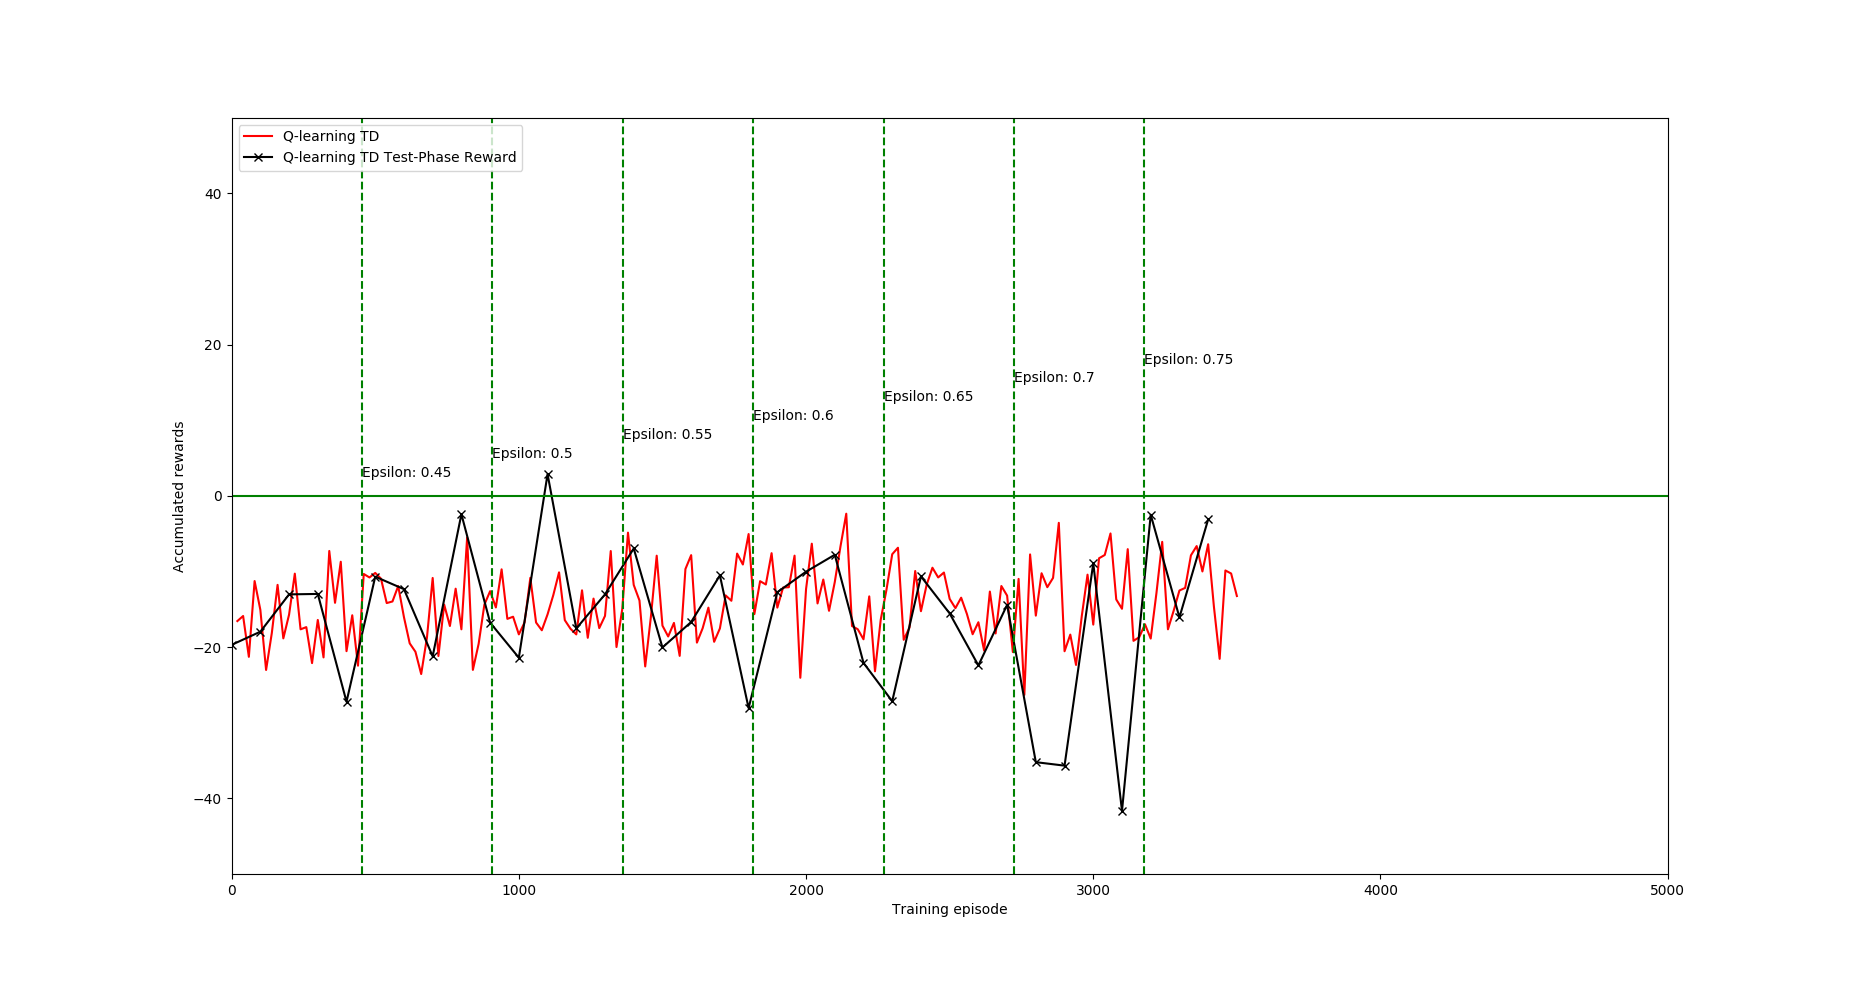 Q-learning TD
Q-learning TD Test-Phase Reward
40
20
0
−20
−40
Accumulated rewards
Epsilon: 0.45
Epsilon: 0.5
Epsilon: 0.55
Epsilon: 0.6
Epsilon: 0.65
Epsilon: 0.7
Epsilon: 0.75
0
1000
2000
3000
4000
5000
Training episode